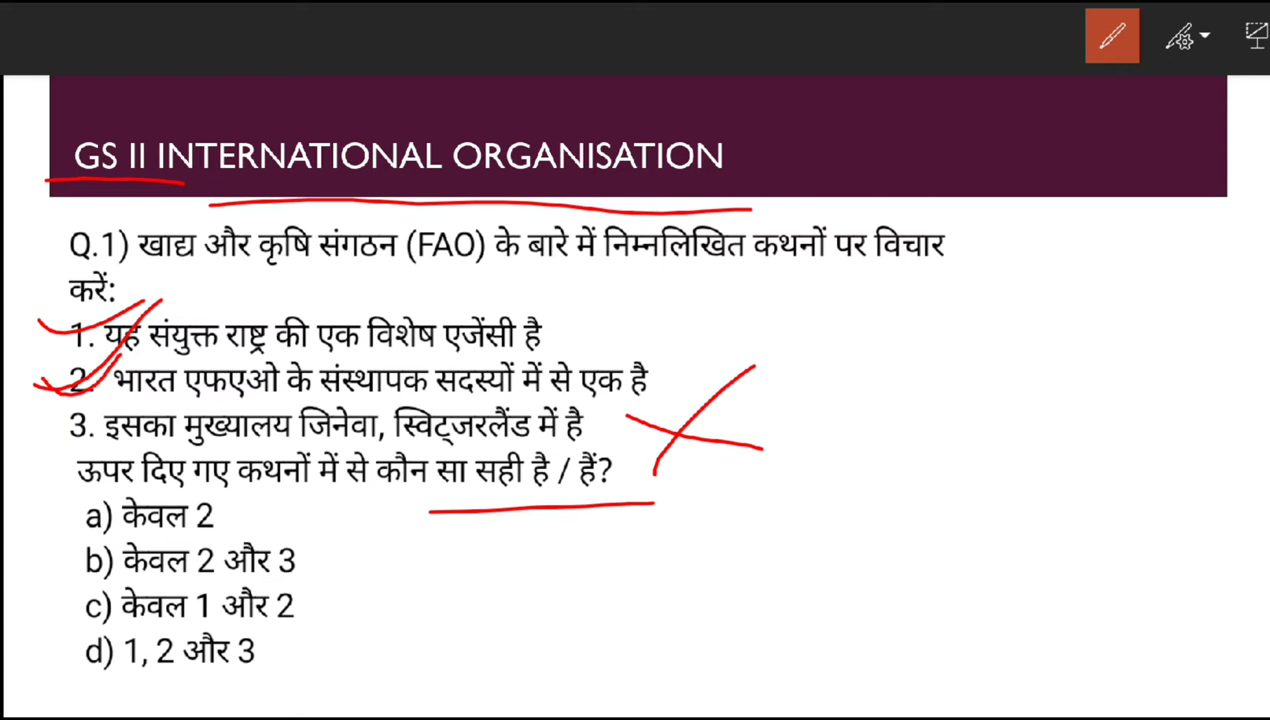 GS II INTERNATIONAL ORGANISATION
Q.1) खाद्य और कृषि संगठन (FAO) के बारे में निम्नलिखित कथनों पर विचार
करें:
1. यह संयुक्त राष्ट्र की एक विशेष एजेंसी है
2. भारत एफएओ के संस्थापक सदस्यों में से एक है
3. इसका मुख्यालय जिनेवा, स्विट्जरलैंड में है
ऊपर दिए गए कथनों में से कौन सा सही है / हैं?
a) केवल 2
b) केवल 2 और 3
c) केवल 1 और 2
d) 1, 2 और 3